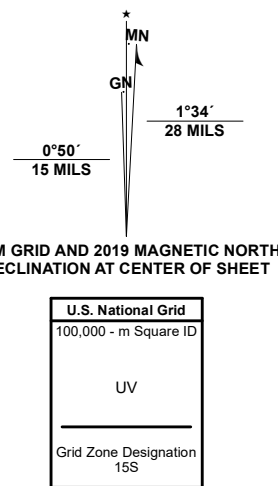 ★
MN
GN
1°34´
28 MILS
0°50´
15 MILS
M GRID AND 2019 MAGNETIC NORTH
ECLINATION AT CENTER OF SHEET
U.S. National Grid
100,000 - m Square ID
UV
Grid Zone Designation
15S